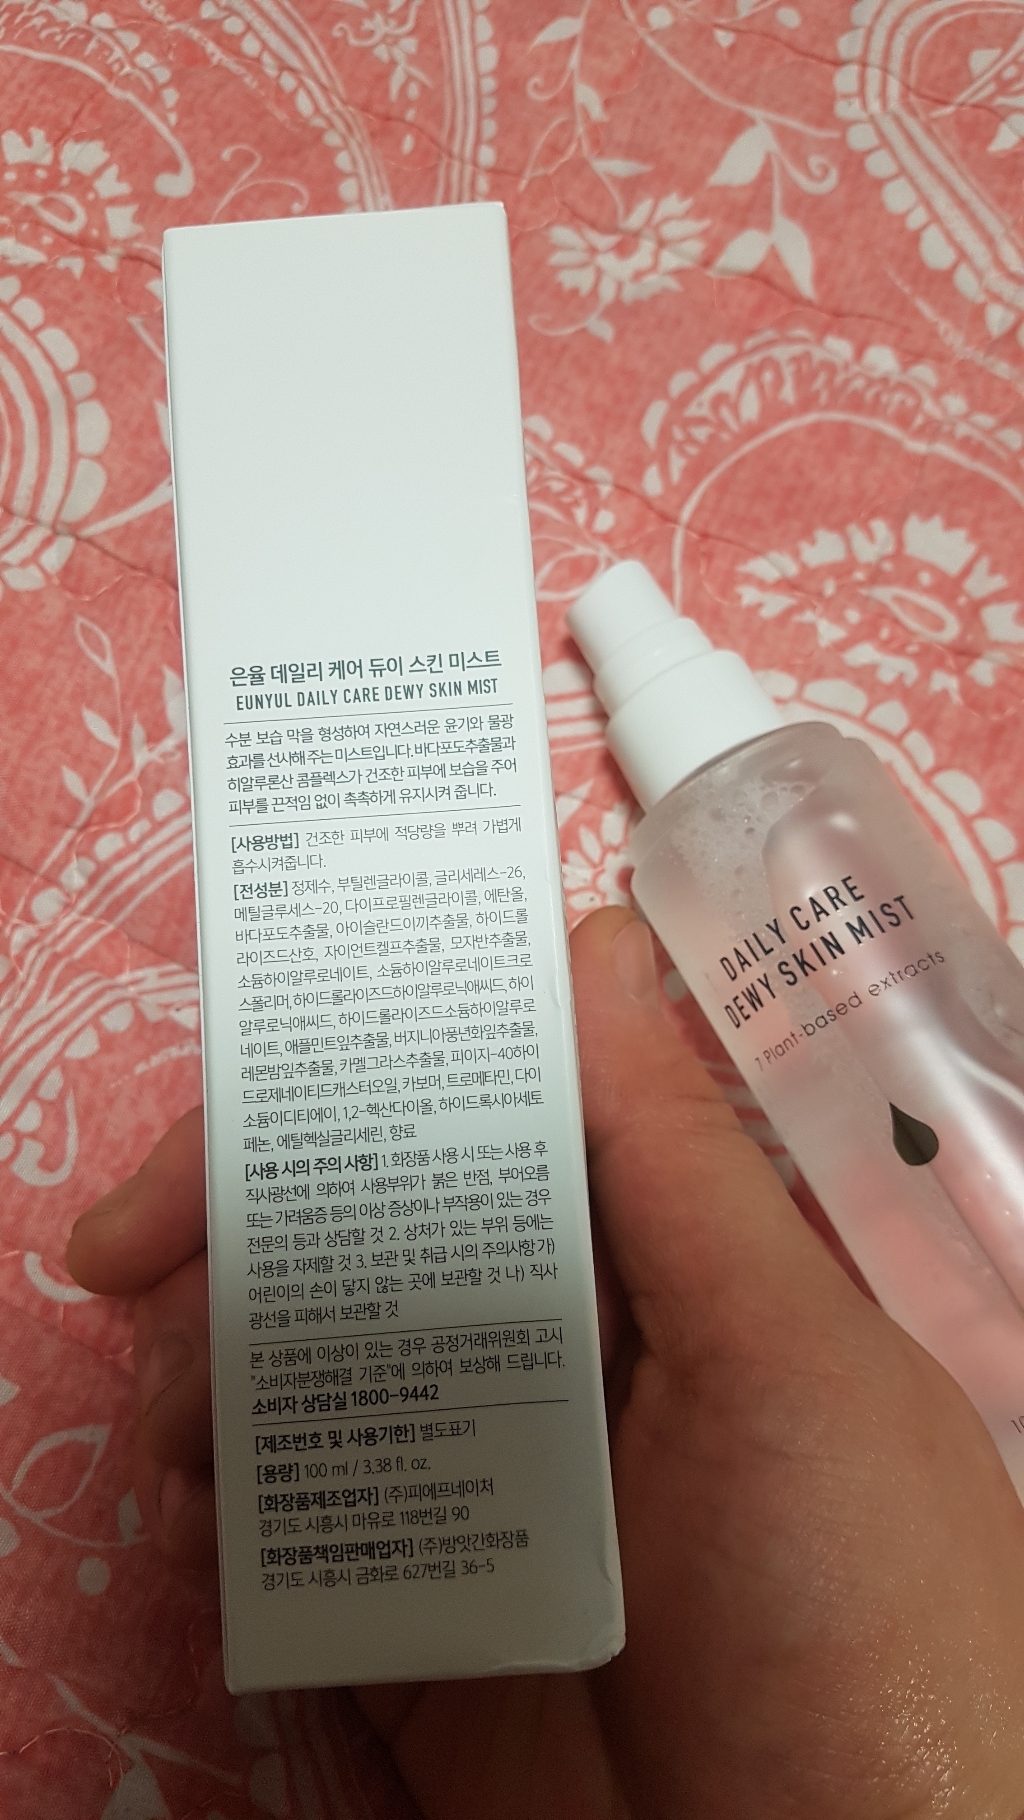 은율 데일리 케어 듀이 스킨 미스트
EUNYUL DAILY CARE DEWY SKIN MIST
수분 보습 막을 형성하여 자연스러운 윤기와 물광
효과를 선사해 주는 미스트입니다. 바다포도추출물과
히알루론산 콤플렉스가 건조한 피부에 보습을 주어
피부를 끈적임 없이 촉촉하게 유지시켜 줍니다.
[사용방법] 건조한 피부에 적당량을 뿌려 가볍게
흡수시켜줍니다.
[전성분] 정제수, 부틸렌글라이콜, 글리세레스-26,
메틸글루세스-20, 다이프로필렌글라이콜, 에탄올,
바다포도추출물, 아이슬란드이끼추출물, 하이드롤
라이즈드산호, 자이언트켈프추출물, 모자반추출물,
소듐하이알루로네이트, 소듐하이알루로네이트크로
스폴리머, 하이드롤라이즈드하이알루로닉애씨드, 하이
알루로닉애씨드, 하이드롤라이즈드소듐하이알루로
네이트, 애플민트잎추출물, 버지니아풍년화잎추출물,
레몬밤잎추출물, 카멜그라스추출물, 피이지-40하이
드로제네이티드캐스터오일, 카보머, 트로메타민, 다이
소듐이디티에이, 1,2-헥산다이올, 하이드록시아세토
페논, 에틸헥실글리세린, 향료
[사용 시의 주의 사항] 1. 화장품 사용 시 또는 사용 후
직사광선에 의하여 사용부위가 붉은 반점, 부어오름
또는 가려움증 등의 이상 증상이나 부작용이 있는 경우
전문의 등과 상담할 것 2. 상처가 있는 부위 등에는
사용을 자제할 것 3. 보관 및 취급 시의 주의사항 가)
어린이의 손이 닿지 않는 곳에 보관할 것 나) 직사
광선을 피해서 보관할 것
본 상품에 이상이 있는 경우 공정거래위원회 고시
"소비자분쟁해결 기준"에 의하여 보상해 드립니다.
소비자 상담실 1800-9442
[제조번호 및 사용기한] 별도표기
[용량] 100 ml / 3.38 fl. oz.
[화장품제조업자] (주)피에프네이처
경기도 시흥시 마유로 118번길 90
[화장품책임판매업자] (주)방앗간화장품
경기도 시흥시 금화로 627번길 36-5
DAILY CARE
DEWY SKIN MIST
7 Plant-based extracts